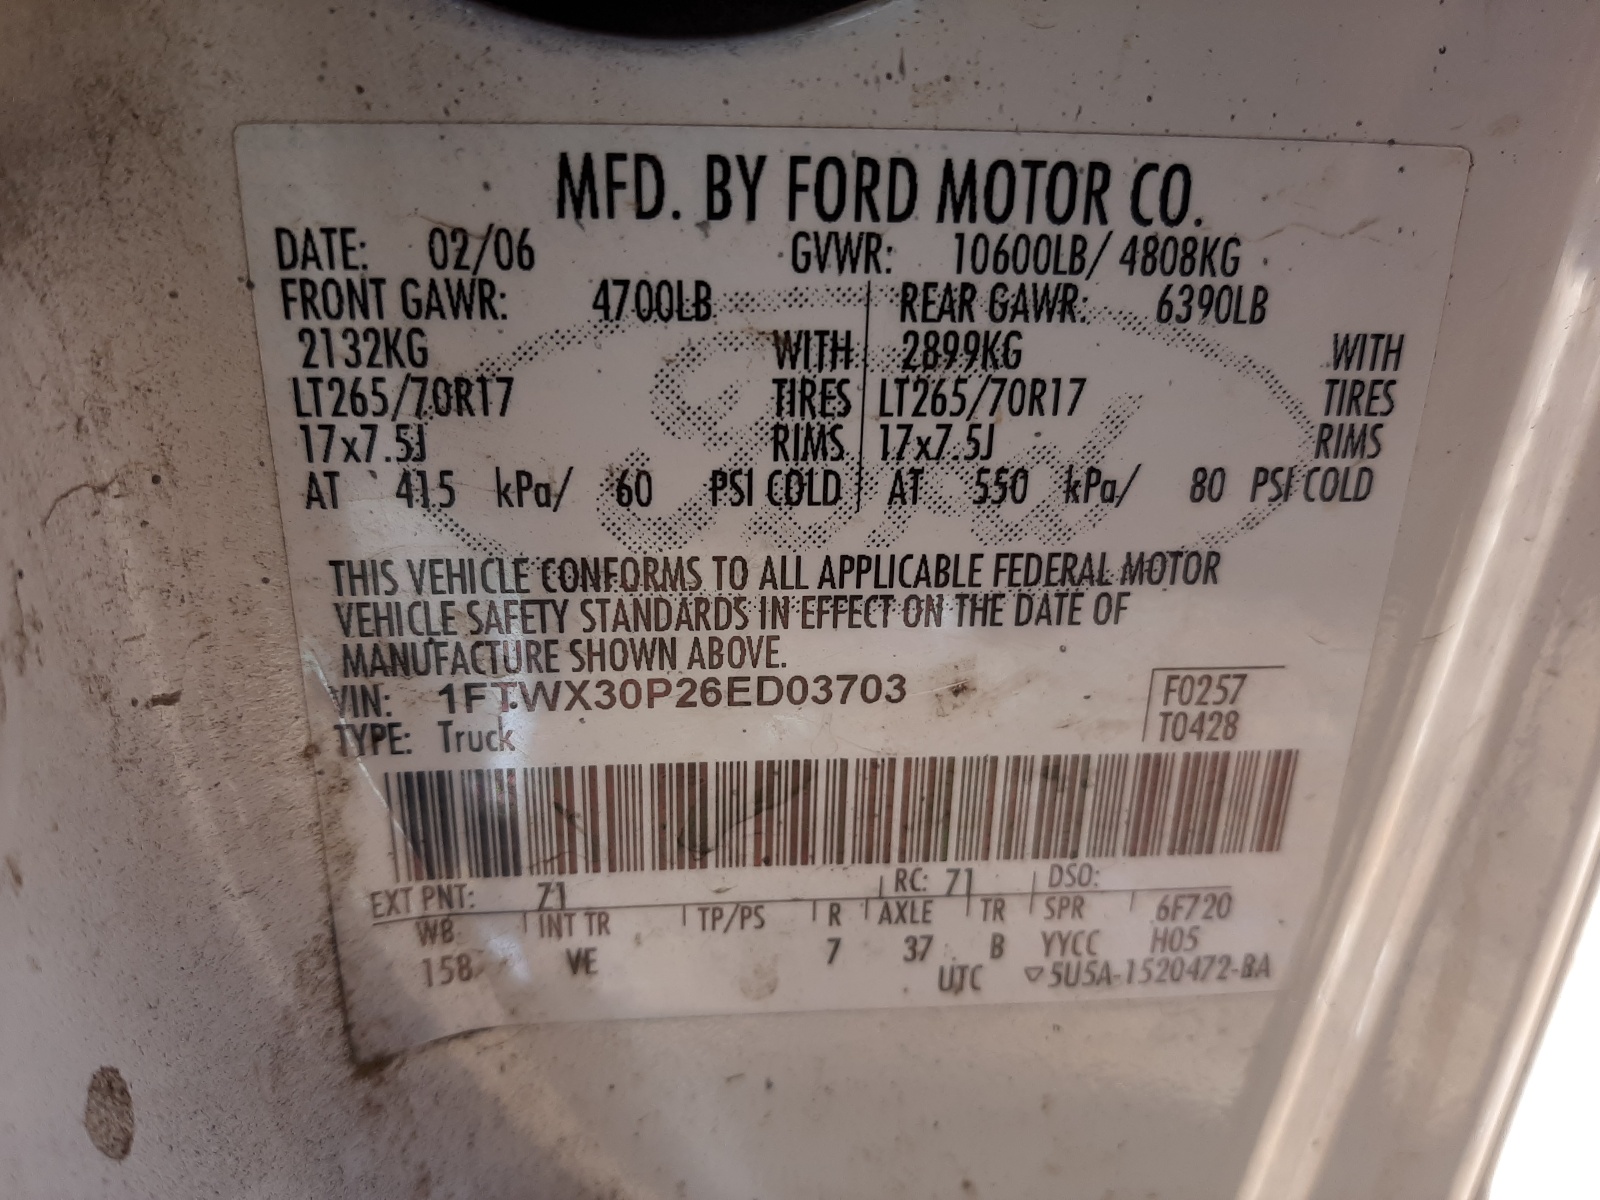 MFD. BY FORD MOTOR CO.
DATE: 02/06 GVWR: 10600LB/ 4808KG
FRONT GAWR: 4700LB REAR GAWR: 6390LB
2132KG WITH 2899KG WITH
LT265/70R17 TIRES LT265/70R17 TIRES
17x7.5J RIMS 17x7.5J RIMS
AT 415 kPa/ 60 PSI COLD AT 550 kPa/ 80 PSI COLD
Ford
THIS VEHICLE CONFORMS TO ALL APPLICABLE FEDERAL MOTOR
VEHICLE SAFETY STANDARDS IN EFFECT ON THE DATE OF
MANUFACTURE SHOWN ABOVE.
VIN: 1FTWX30P26ED03703 F0257
TYPE: Truck T0428
EXT PNT: 71 RC: 71 DSO:
WB INT TR TP/PS R AXLE TR SPR 6F720
158 VE 7 37 B YYCC H05
UTC ▽5U5A-1520472-BA